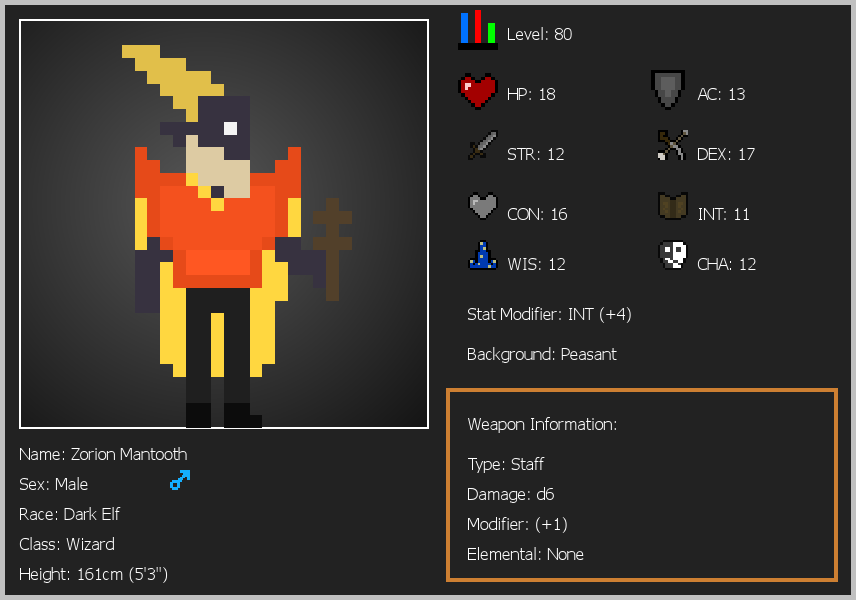 Level: 80
HP: 18
AC: 13
STR: 12
DEX: 17
CON: 16
INT: 11
WIS: 12
CHA: 12
Stat Modifier: INT (+4)
Background: Peasant
Weapon Information:
Type: Staff
Damage: d6
Modifier: (+1)
Elemental: None
Name: Zorion Mantooth
Sex: Male
Race: Dark Elf
Class: Wizard
Height: 161cm (5'3")